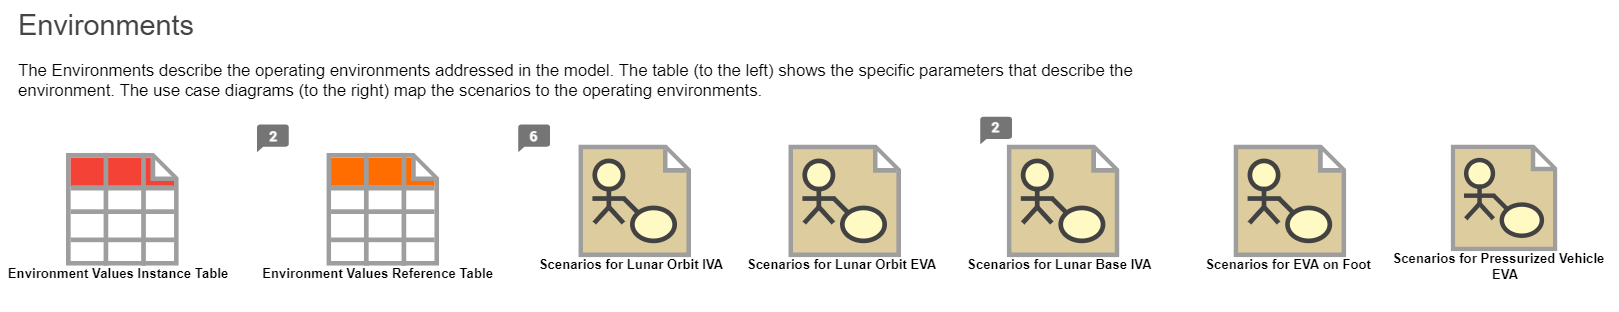 Environments
The Environments describe the operating environments addressed in the model. The table (to the left) shows the specific parameters that describe the
environment. The use case diagrams (to the right) map the scenarios to the operating environments.
2
6
2
Environment Values Instance Table
Environment Values Reference Table
Scenarios for Lunar Orbit IVA
Scenarios for Lunar Orbit EVA
Scenarios for Lunar Base IVA
Scenarios for EVA on Foot
Scenarios for Pressurized Vehicle
EVA